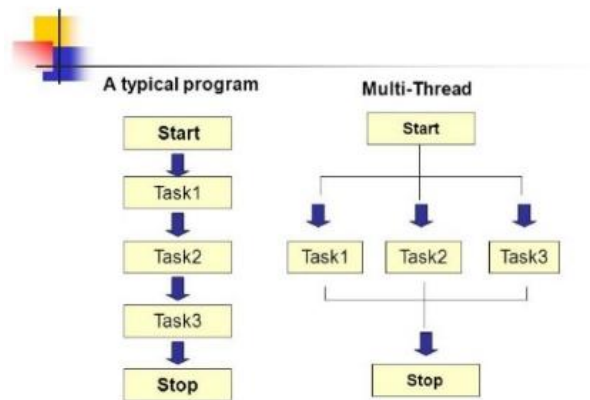 A typical program
Start
Task1
Task2
Task3
Stop
Multi-Thread
Start
Task1 Task2 Task3
Stop